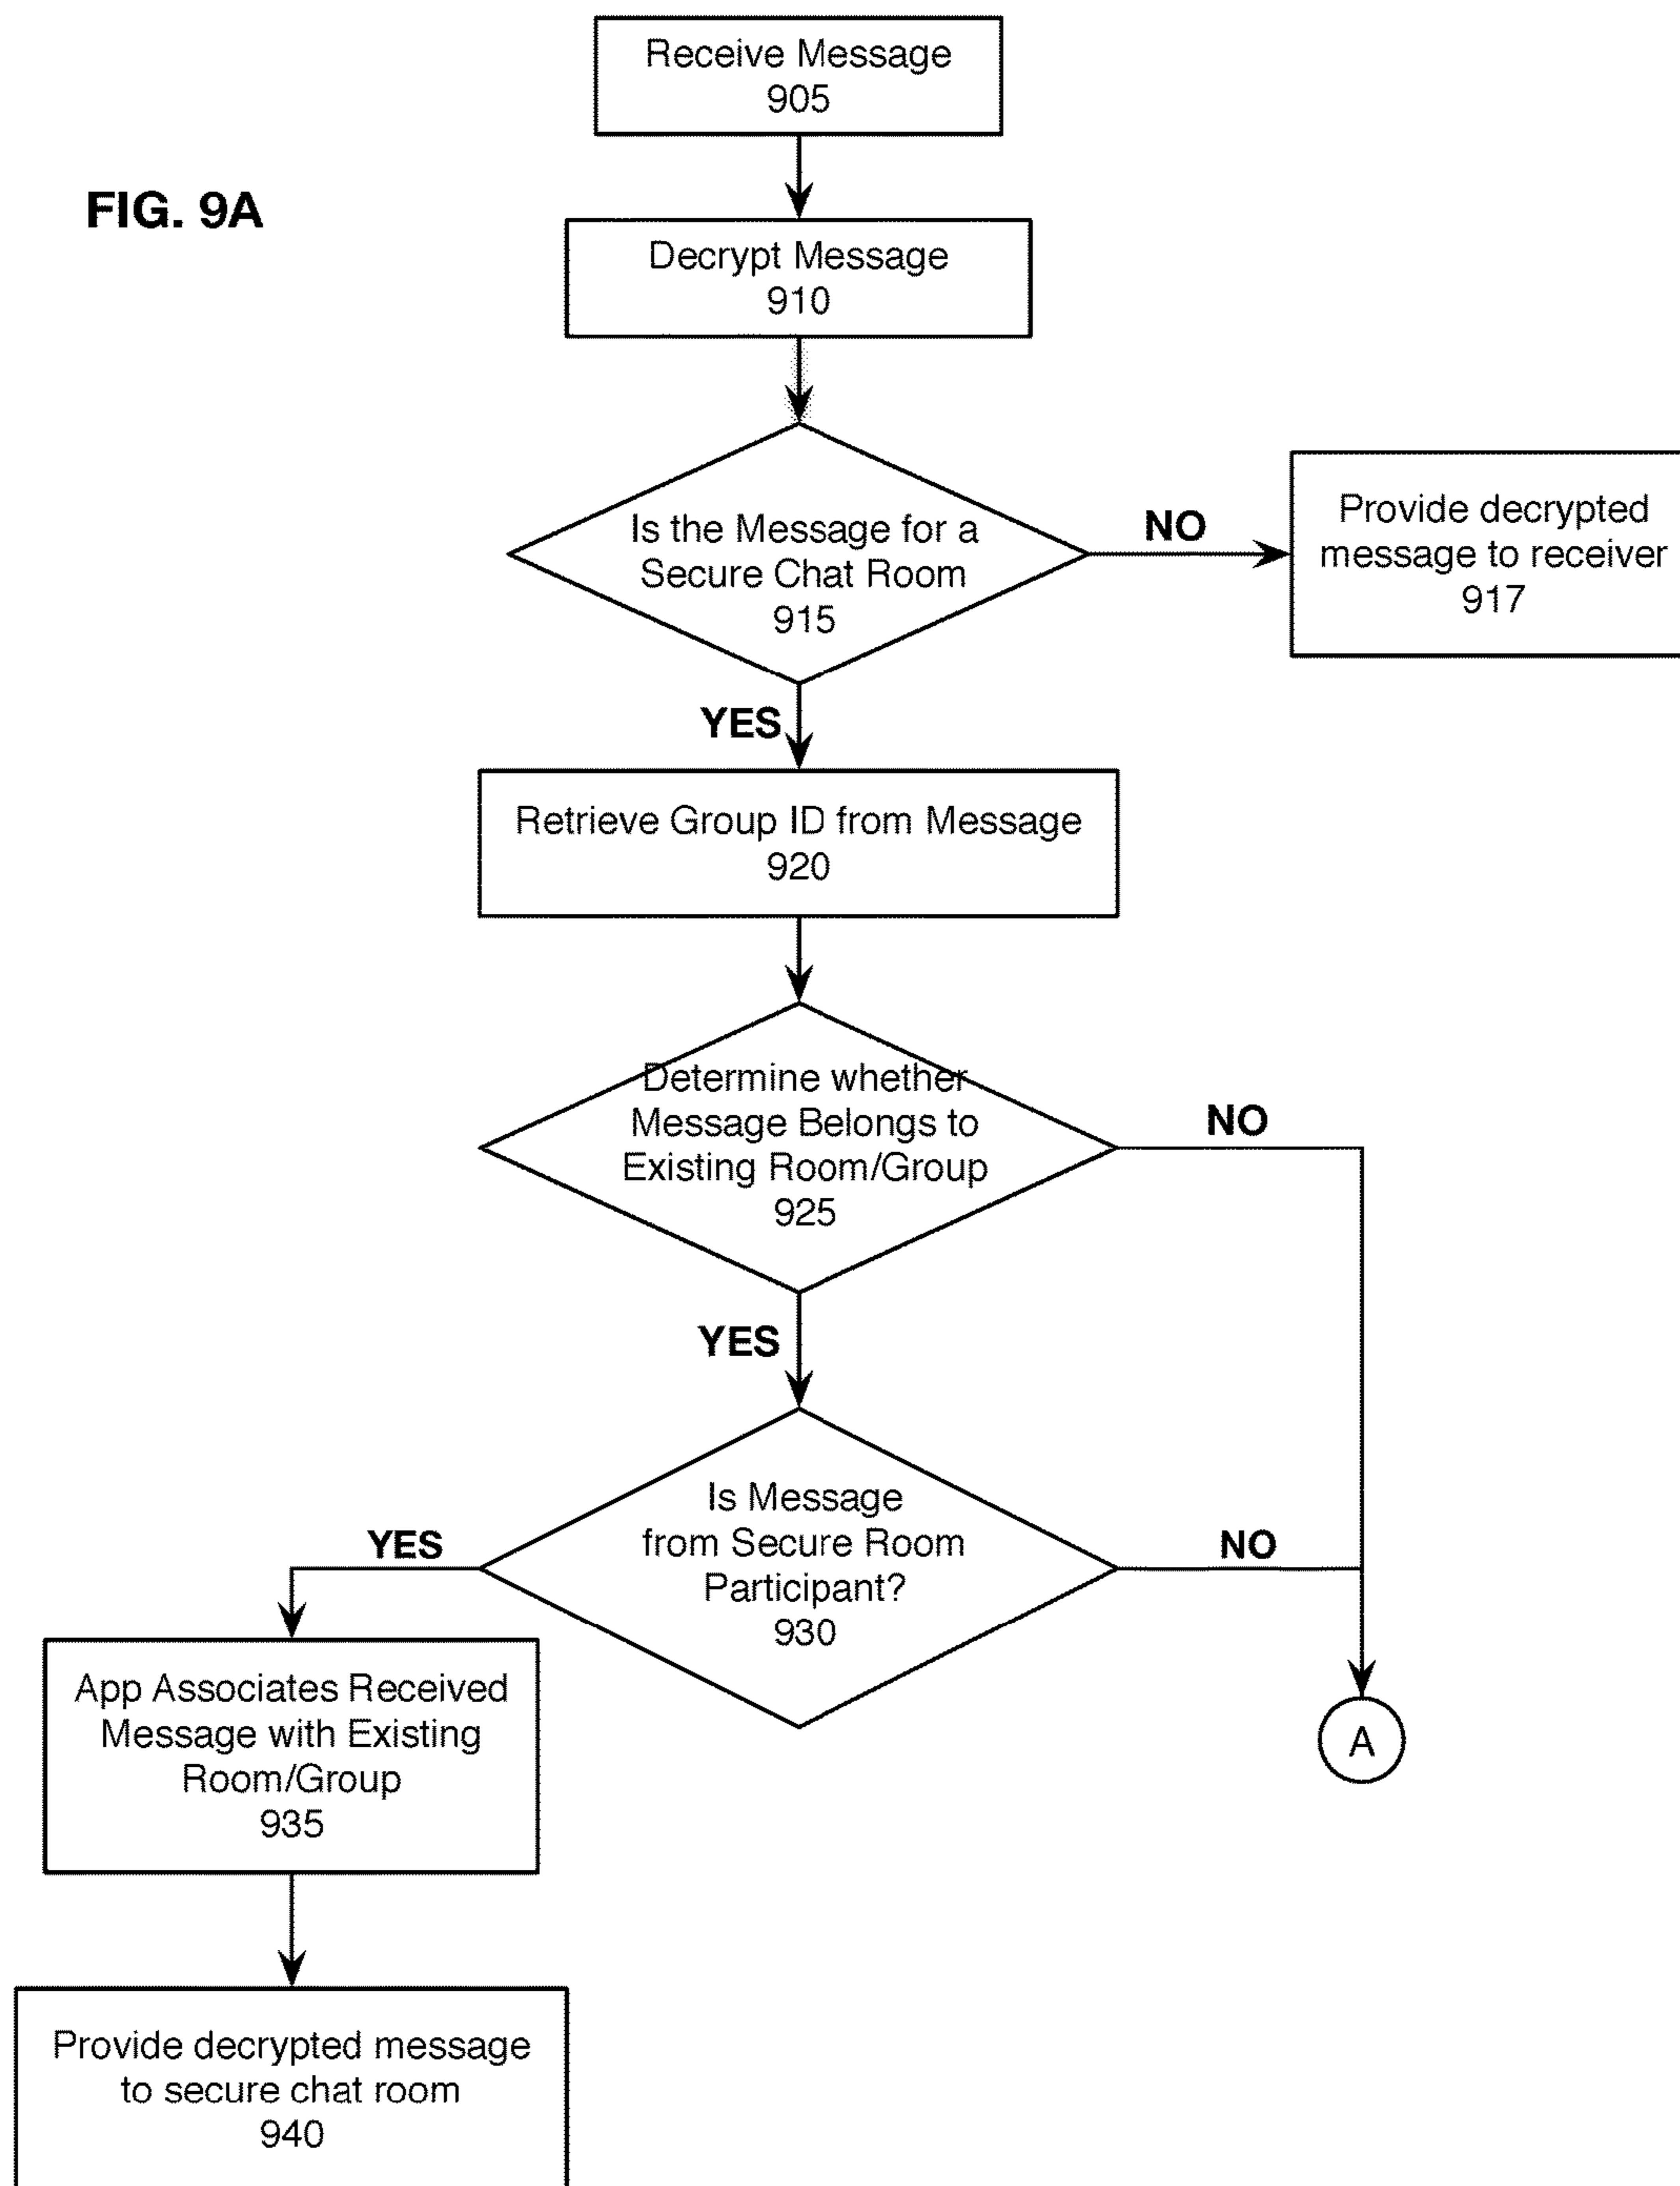 Receive Message
905
FIG. 9A
Decrypt Message
910
Is the Message for a
Secure Chat Room
915
NO
Provide decrypted
message to receiver
917
YES
Retrieve Group ID from Message
920
Determine whether
Message Belongs to
Existing Room/Group
925
NO
YES
Is Message
from Secure Room
Participant?
930
YES
NO
App Associates Received
Message with Existing
Room/Group
935
A
Provide decrypted message
to secure chat room
940